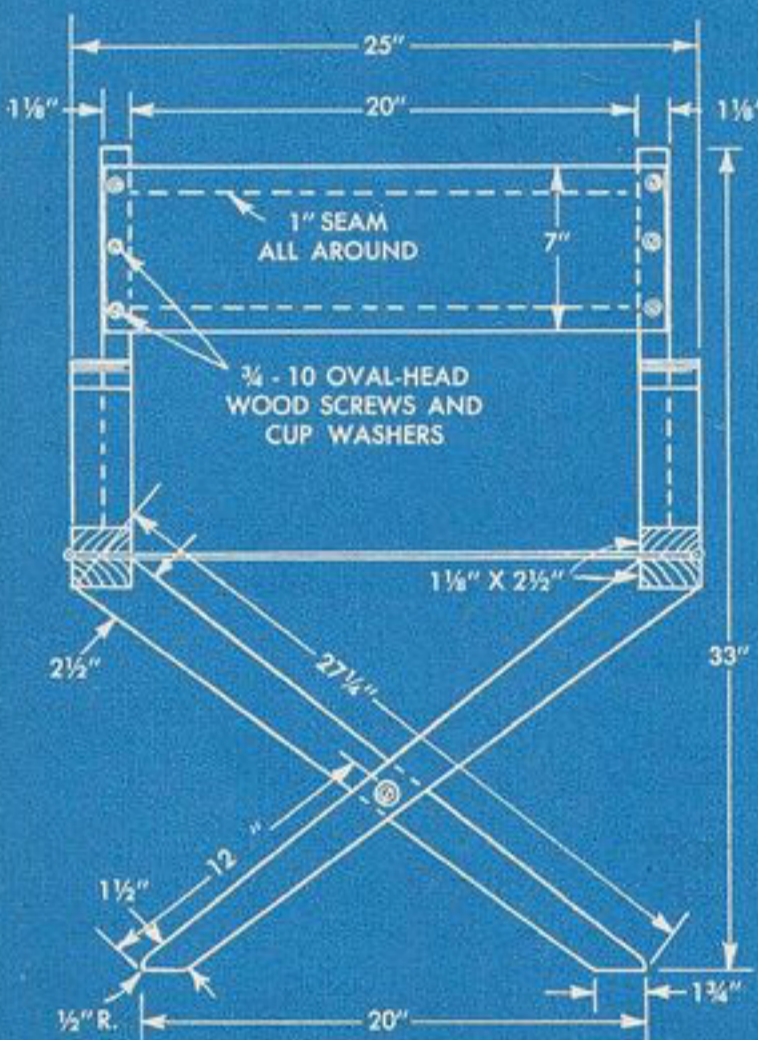 25"
1⅛" 20" 1⅛"
1" SEAM
ALL AROUND
7"
¾ - 10 OVAL-HEAD
WOOD SCREWS AND
CUP WASHERS
1⅛" X 2½"
2½"
27¼"
33"
12 "
1½"
½" R.
20"
1¾"